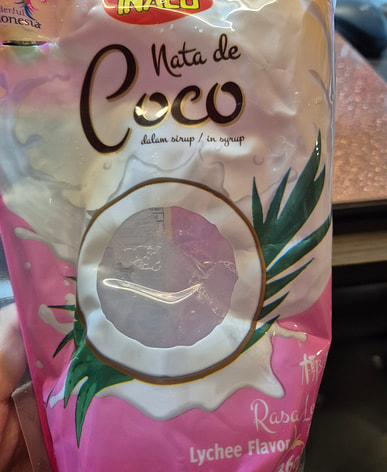 INACO
Nata de
Coco
dalam sirup / in syrup
Rasa
Lychee Flavor